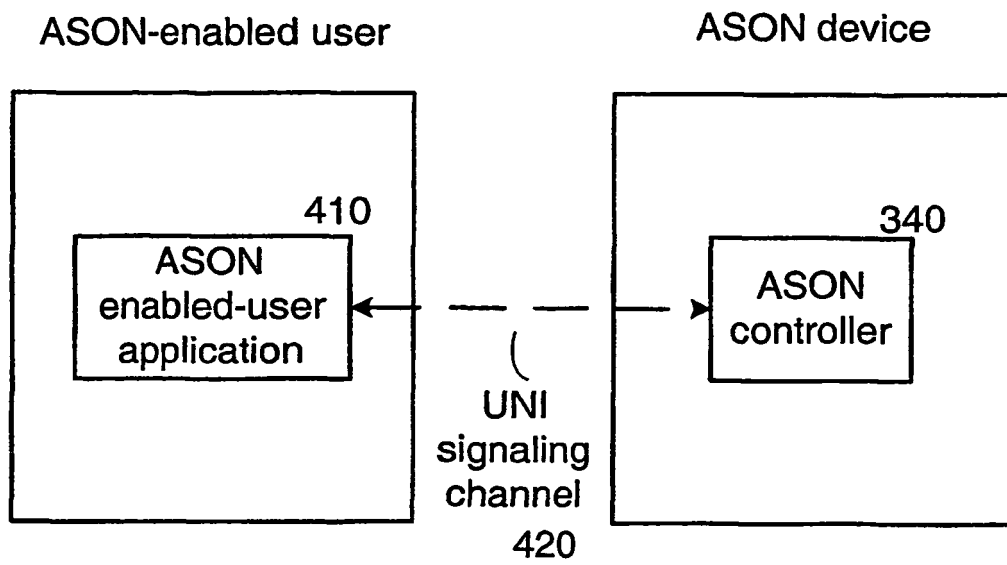 ASON-enabled user
ASON device
410
ASON
enabled-user
application
340
ASON
controller
UNI
signaling
channel
420